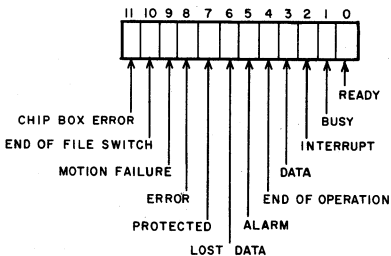 11 10 9 8 7 6 5 4 3 2 1 0
READY
CHIP BOX ERROR
BUSY
END OF FILE SWITCH
INTERRUPT
MOTION FAILURE
DATA
ERROR
END OF OPERATION
PROTECTED
ALARM
LOST DATA